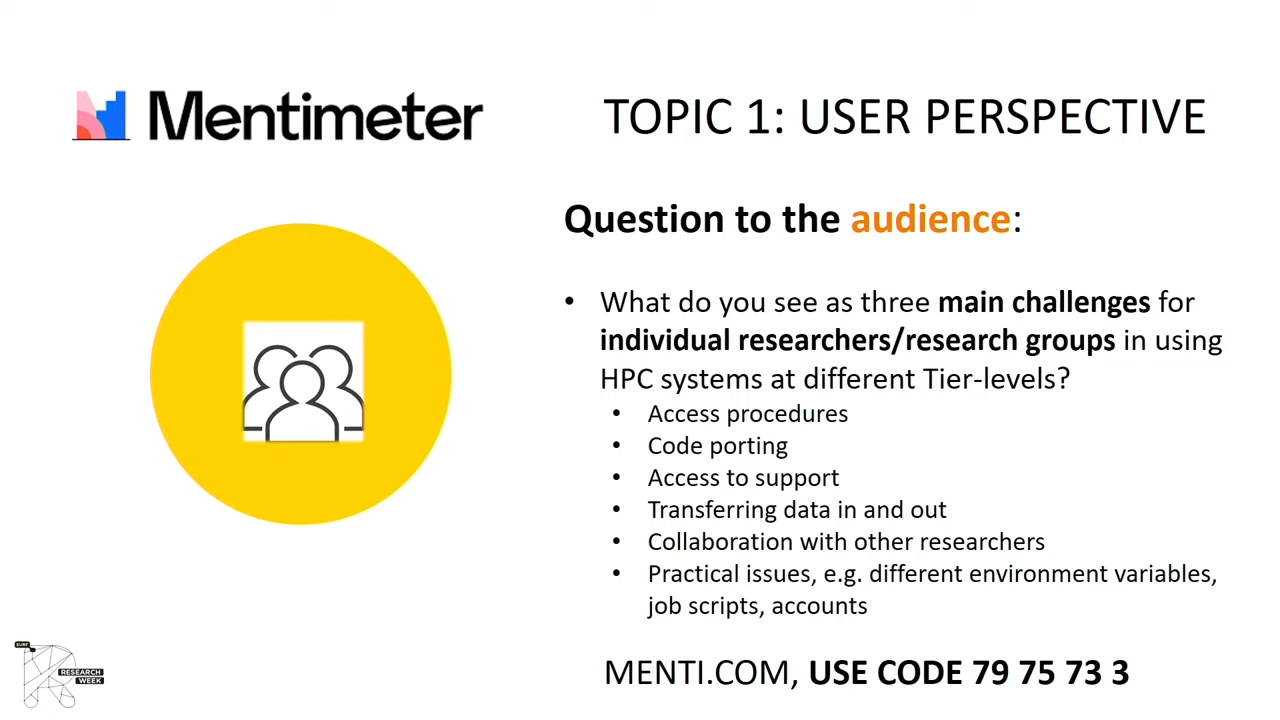 Mentimeter
TOPIC 1: USER PERSPECTIVE
Question to the audience:
• What do you see as three main challenges for
individual researchers/research groups in using
HPC systems at different Tier-levels?
• Access procedures
• Code porting
• Access to support
• Transferring data in and out
• Collaboration with other researchers
• Practical issues, e.g. different environment variables,
job scripts, accounts
MENTI.COM, USE CODE 79 75 73 3
SURF
RESEARCH
WEEK